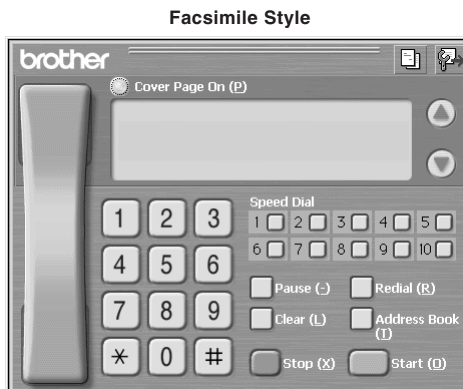 Facsimile Style
brother
Cover Page On (P)
Speed Dial
1 2 3 4 5
6 7 8 9 10
1 2 3
4 5 6
7 8 9
* 0 #
Pause (-) Redial (R)
Clear (L) Address Book (T)
Stop (X) Start (O)